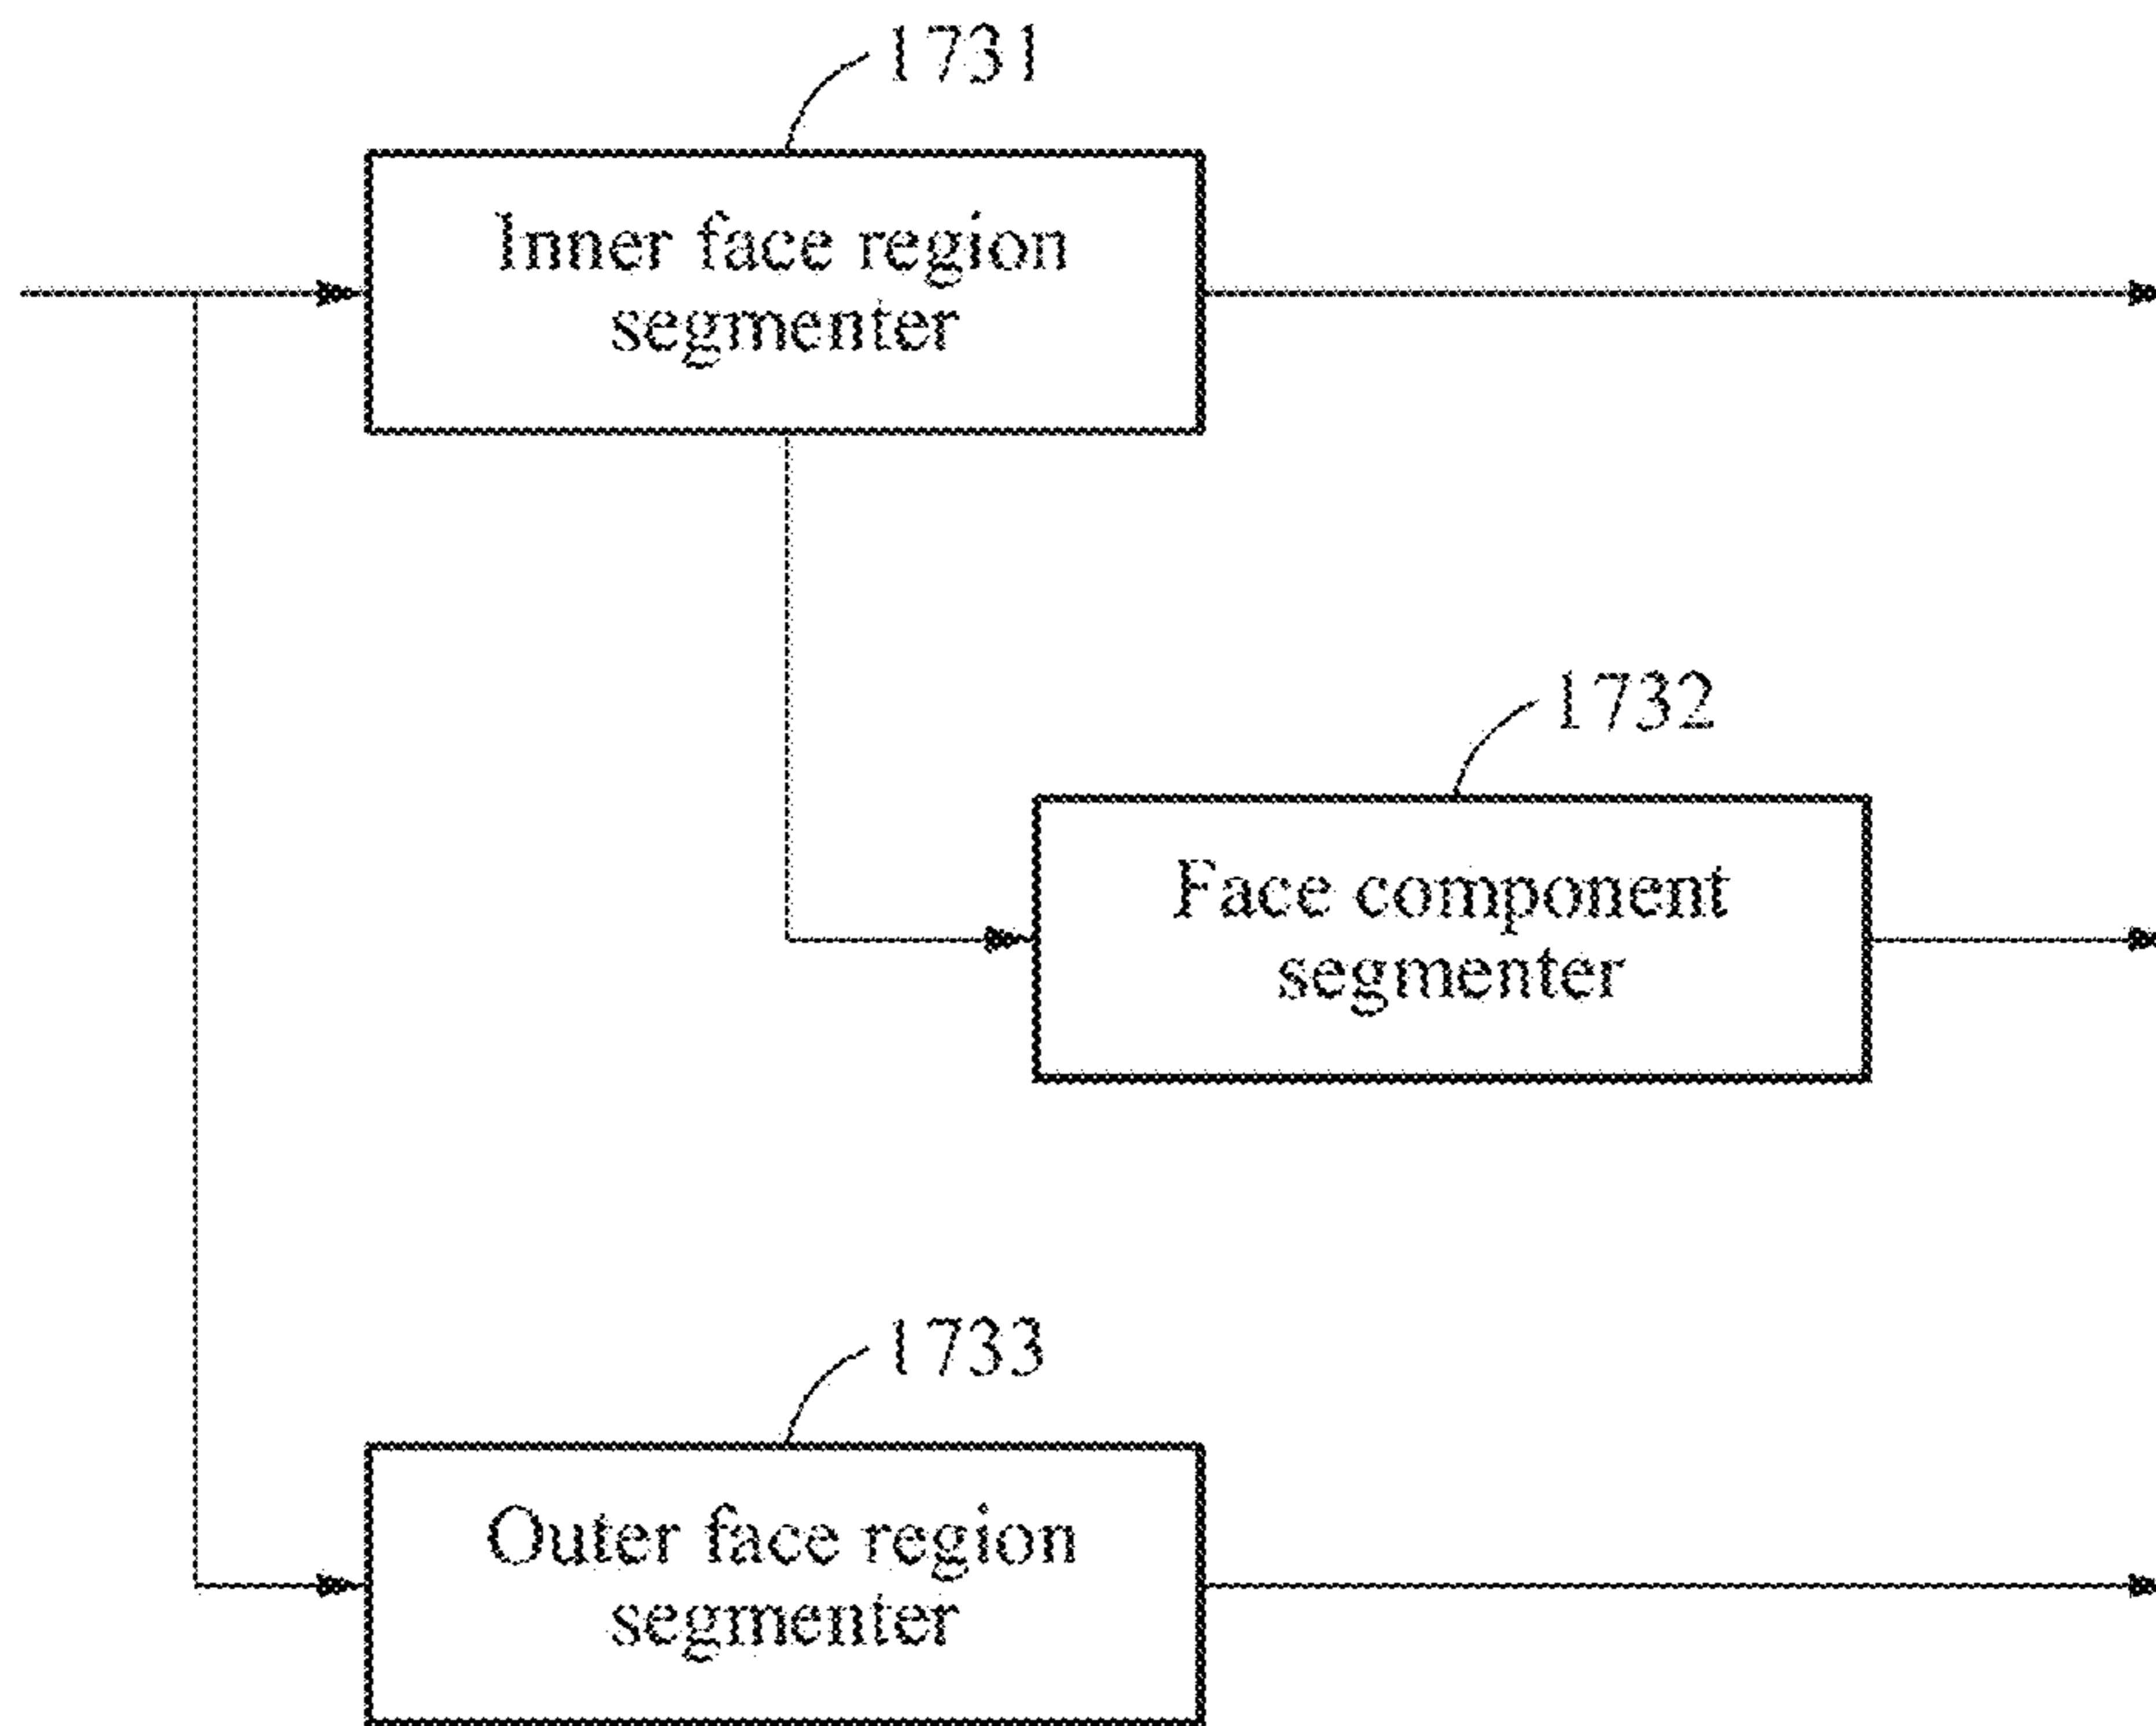 1731
Inner face region
segmenter
1732
Face component
segmenter
1733
Outer face region
segmenter